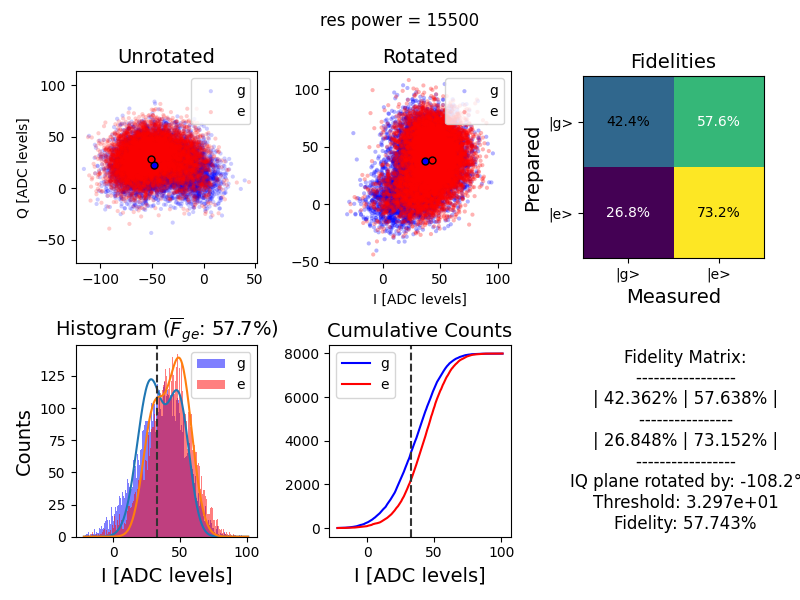 res power = 15500
Unrotated
Rotated
Fidelities
Q [ADC levels]
100
50
0
−50
g
e
−100
−50
0
50
100
50
0
−50
g
e
0
50
100
I [ADC levels]
Prepared
|g>
|e>
42.4%
57.6%
26.8%
73.2%
|g>
|e>
Measured
Histogram (F̅ge: 57.7%)
Cumulative Counts
Counts
125
100
75
50
25
0
g
e
0
50
100
I [ADC levels]
8000
6000
4000
2000
0
g
e
0
50
100
I [ADC levels]
Fidelity Matrix:
-----------------
| 42.362% | 57.638% |
----------------
| 26.848% | 73.152% |
-----------------
IQ plane rotated by: -108.2°
Threshold: 3.297e+01
Fidelity: 57.743%